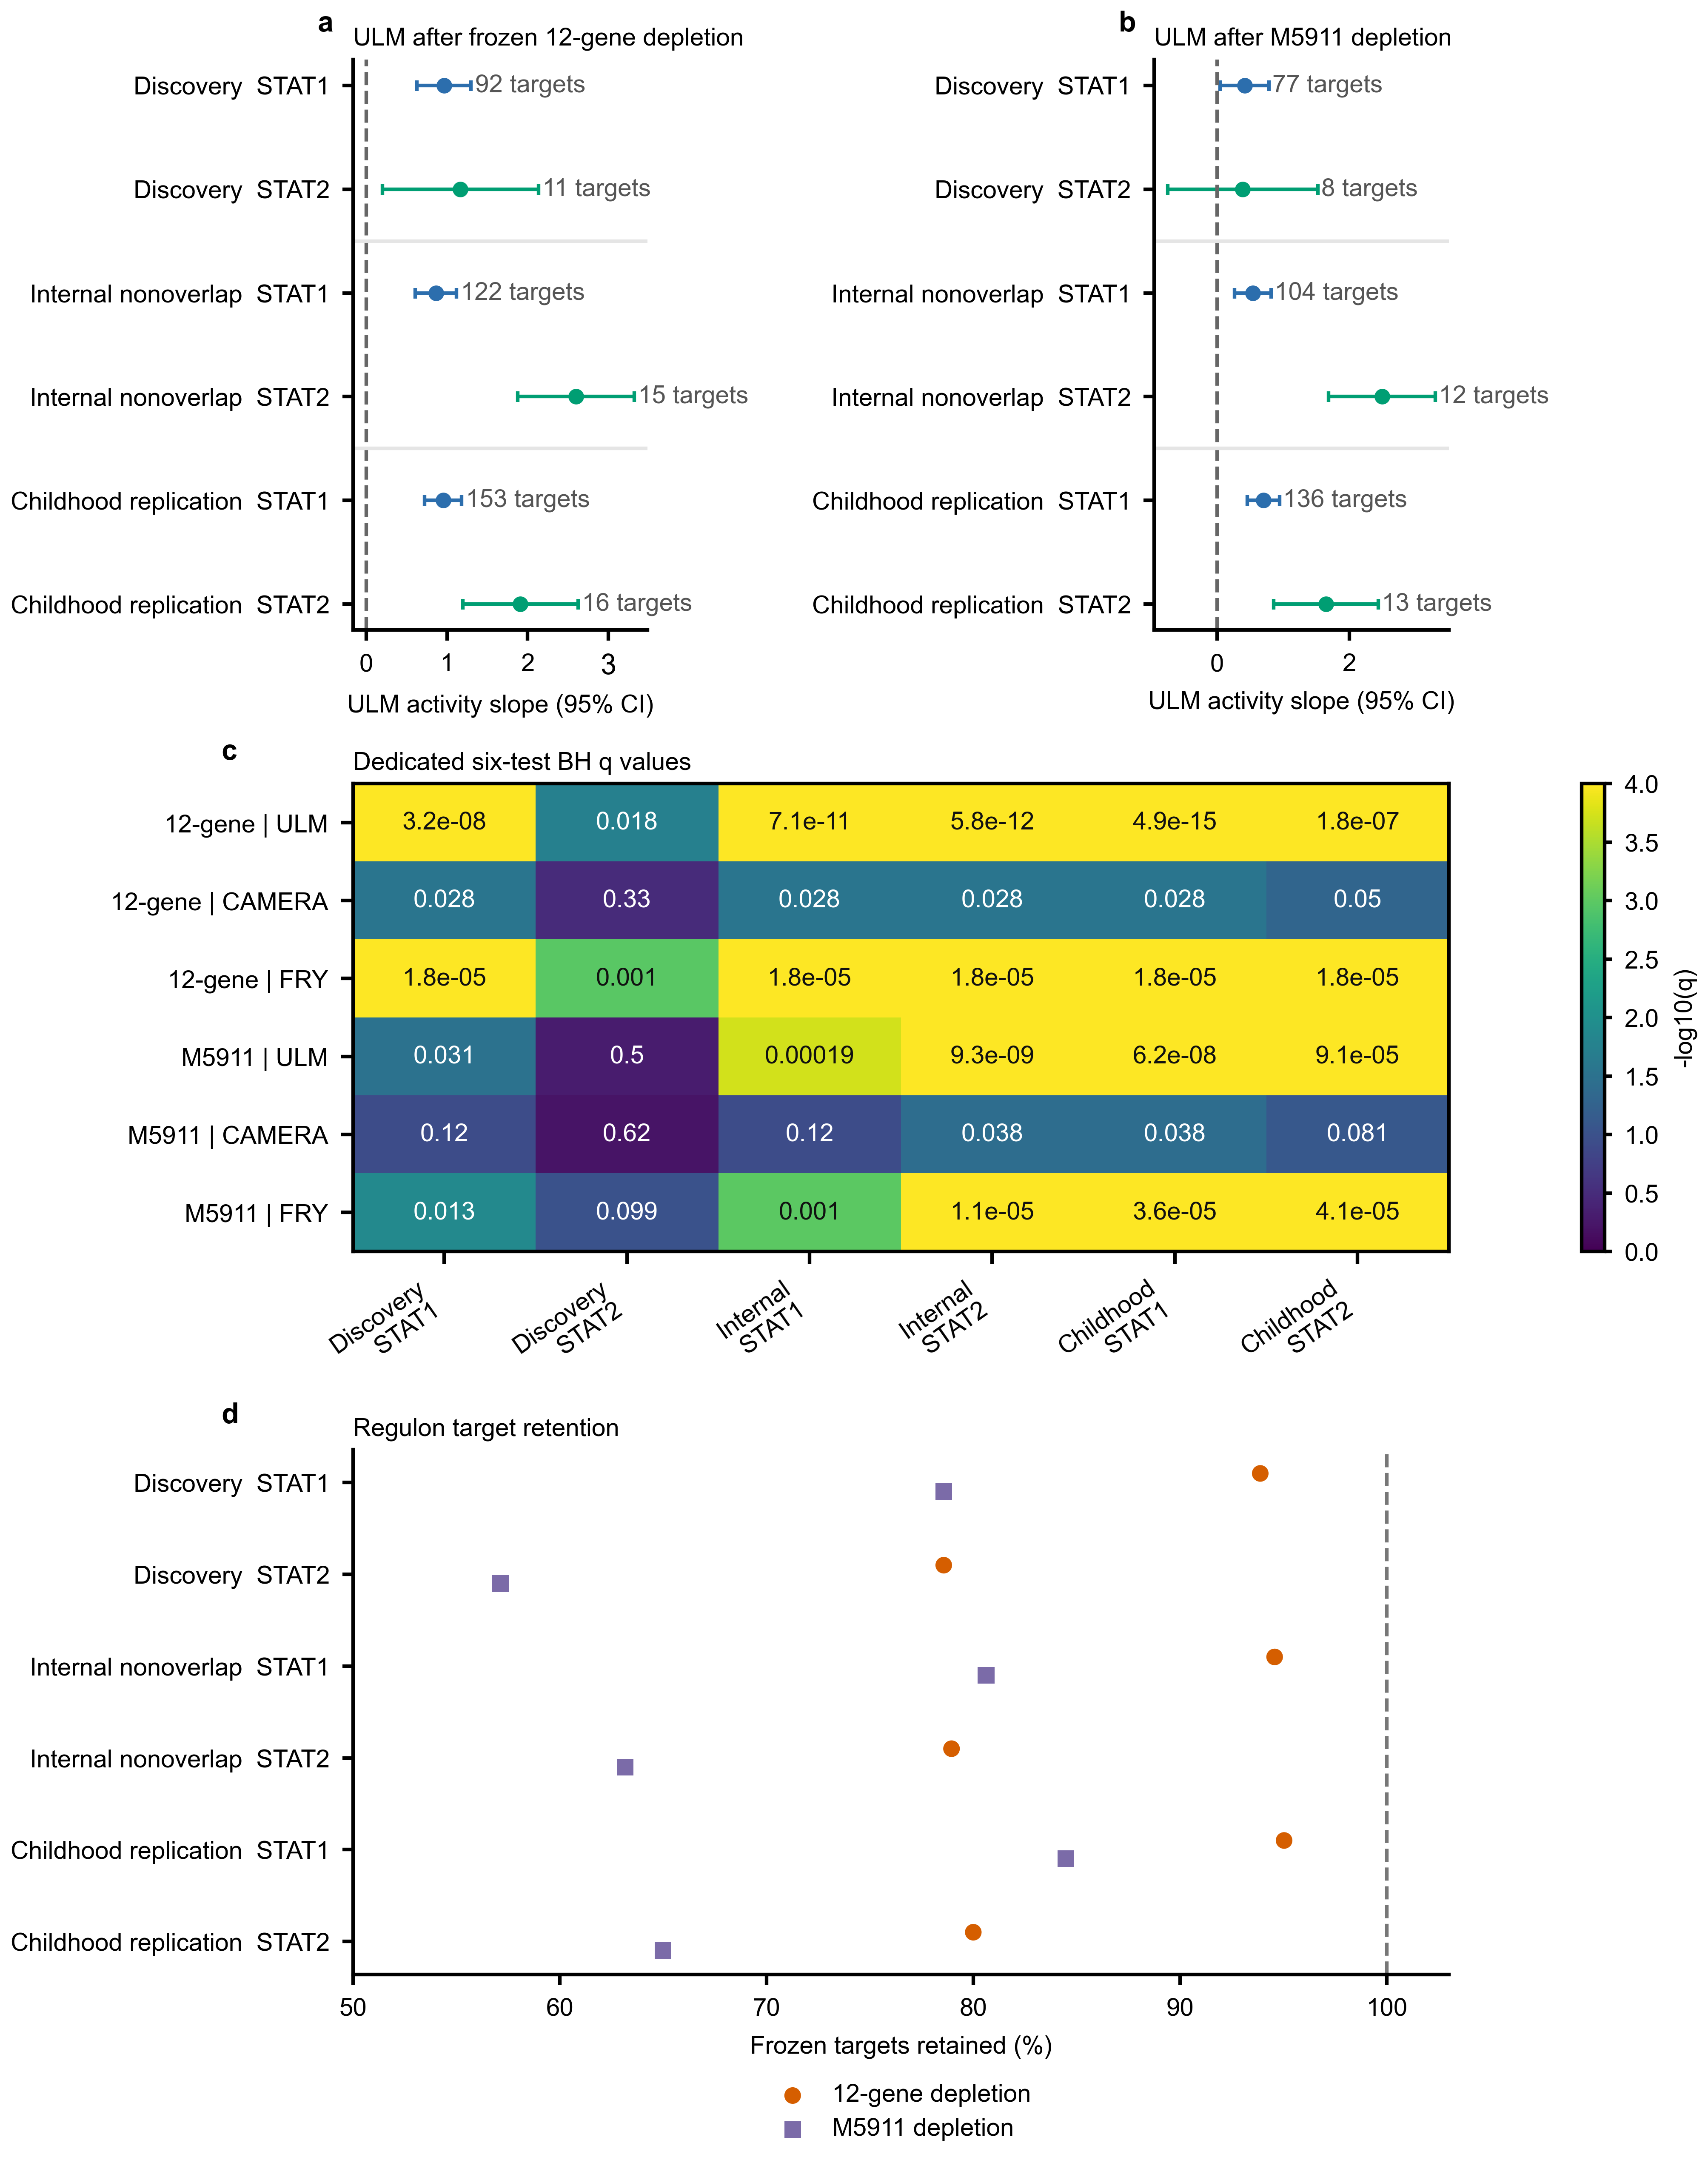 a
ULM after frozen 12-gene depletion
Discovery STAT1
92 targets
Discovery STAT2
11 targets
Internal nonoverlap STAT1
122 targets
Internal nonoverlap STAT2
15 targets
Childhood replication STAT1
153 targets
Childhood replication STAT2
16 targets
0 1 2 3
ULM activity slope (95% CI)
b
ULM after M5911 depletion
Discovery STAT1
77 targets
Discovery STAT2
8 targets
Internal nonoverlap STAT1
104 targets
Internal nonoverlap STAT2
12 targets
Childhood replication STAT1
136 targets
Childhood replication STAT2
13 targets
0 2
ULM activity slope (95% CI)
c
Dedicated six-test BH q values
12-gene | ULM 3.2e-08 0.018 7.1e-11 5.8e-12 4.9e-15 1.8e-07
12-gene | CAMERA 0.028 0.33 0.028 0.028 0.028 0.05
12-gene | FRY 1.8e-05 0.001 1.8e-05 1.8e-05 1.8e-05 1.8e-05
M5911 | ULM 0.031 0.5 0.00019 9.3e-09 6.2e-08 9.1e-05
M5911 | CAMERA 0.12 0.62 0.12 0.038 0.038 0.081
M5911 | FRY 0.013 0.099 0.001 1.1e-05 3.6e-05 4.1e-05
Discovery
STAT1
Discovery
STAT2
Internal
STAT1
Internal
STAT2
Childhood
STAT1
Childhood
STAT2
4.0
3.5
3.0
2.5
2.0
1.5
1.0
0.5
0.0
-log10(q)
d
Regulon target retention
Discovery STAT1
Discovery STAT2
Internal nonoverlap STAT1
Internal nonoverlap STAT2
Childhood replication STAT1
Childhood replication STAT2
50 60 70 80 90 100
Frozen targets retained (%)
12-gene depletion
M5911 depletion